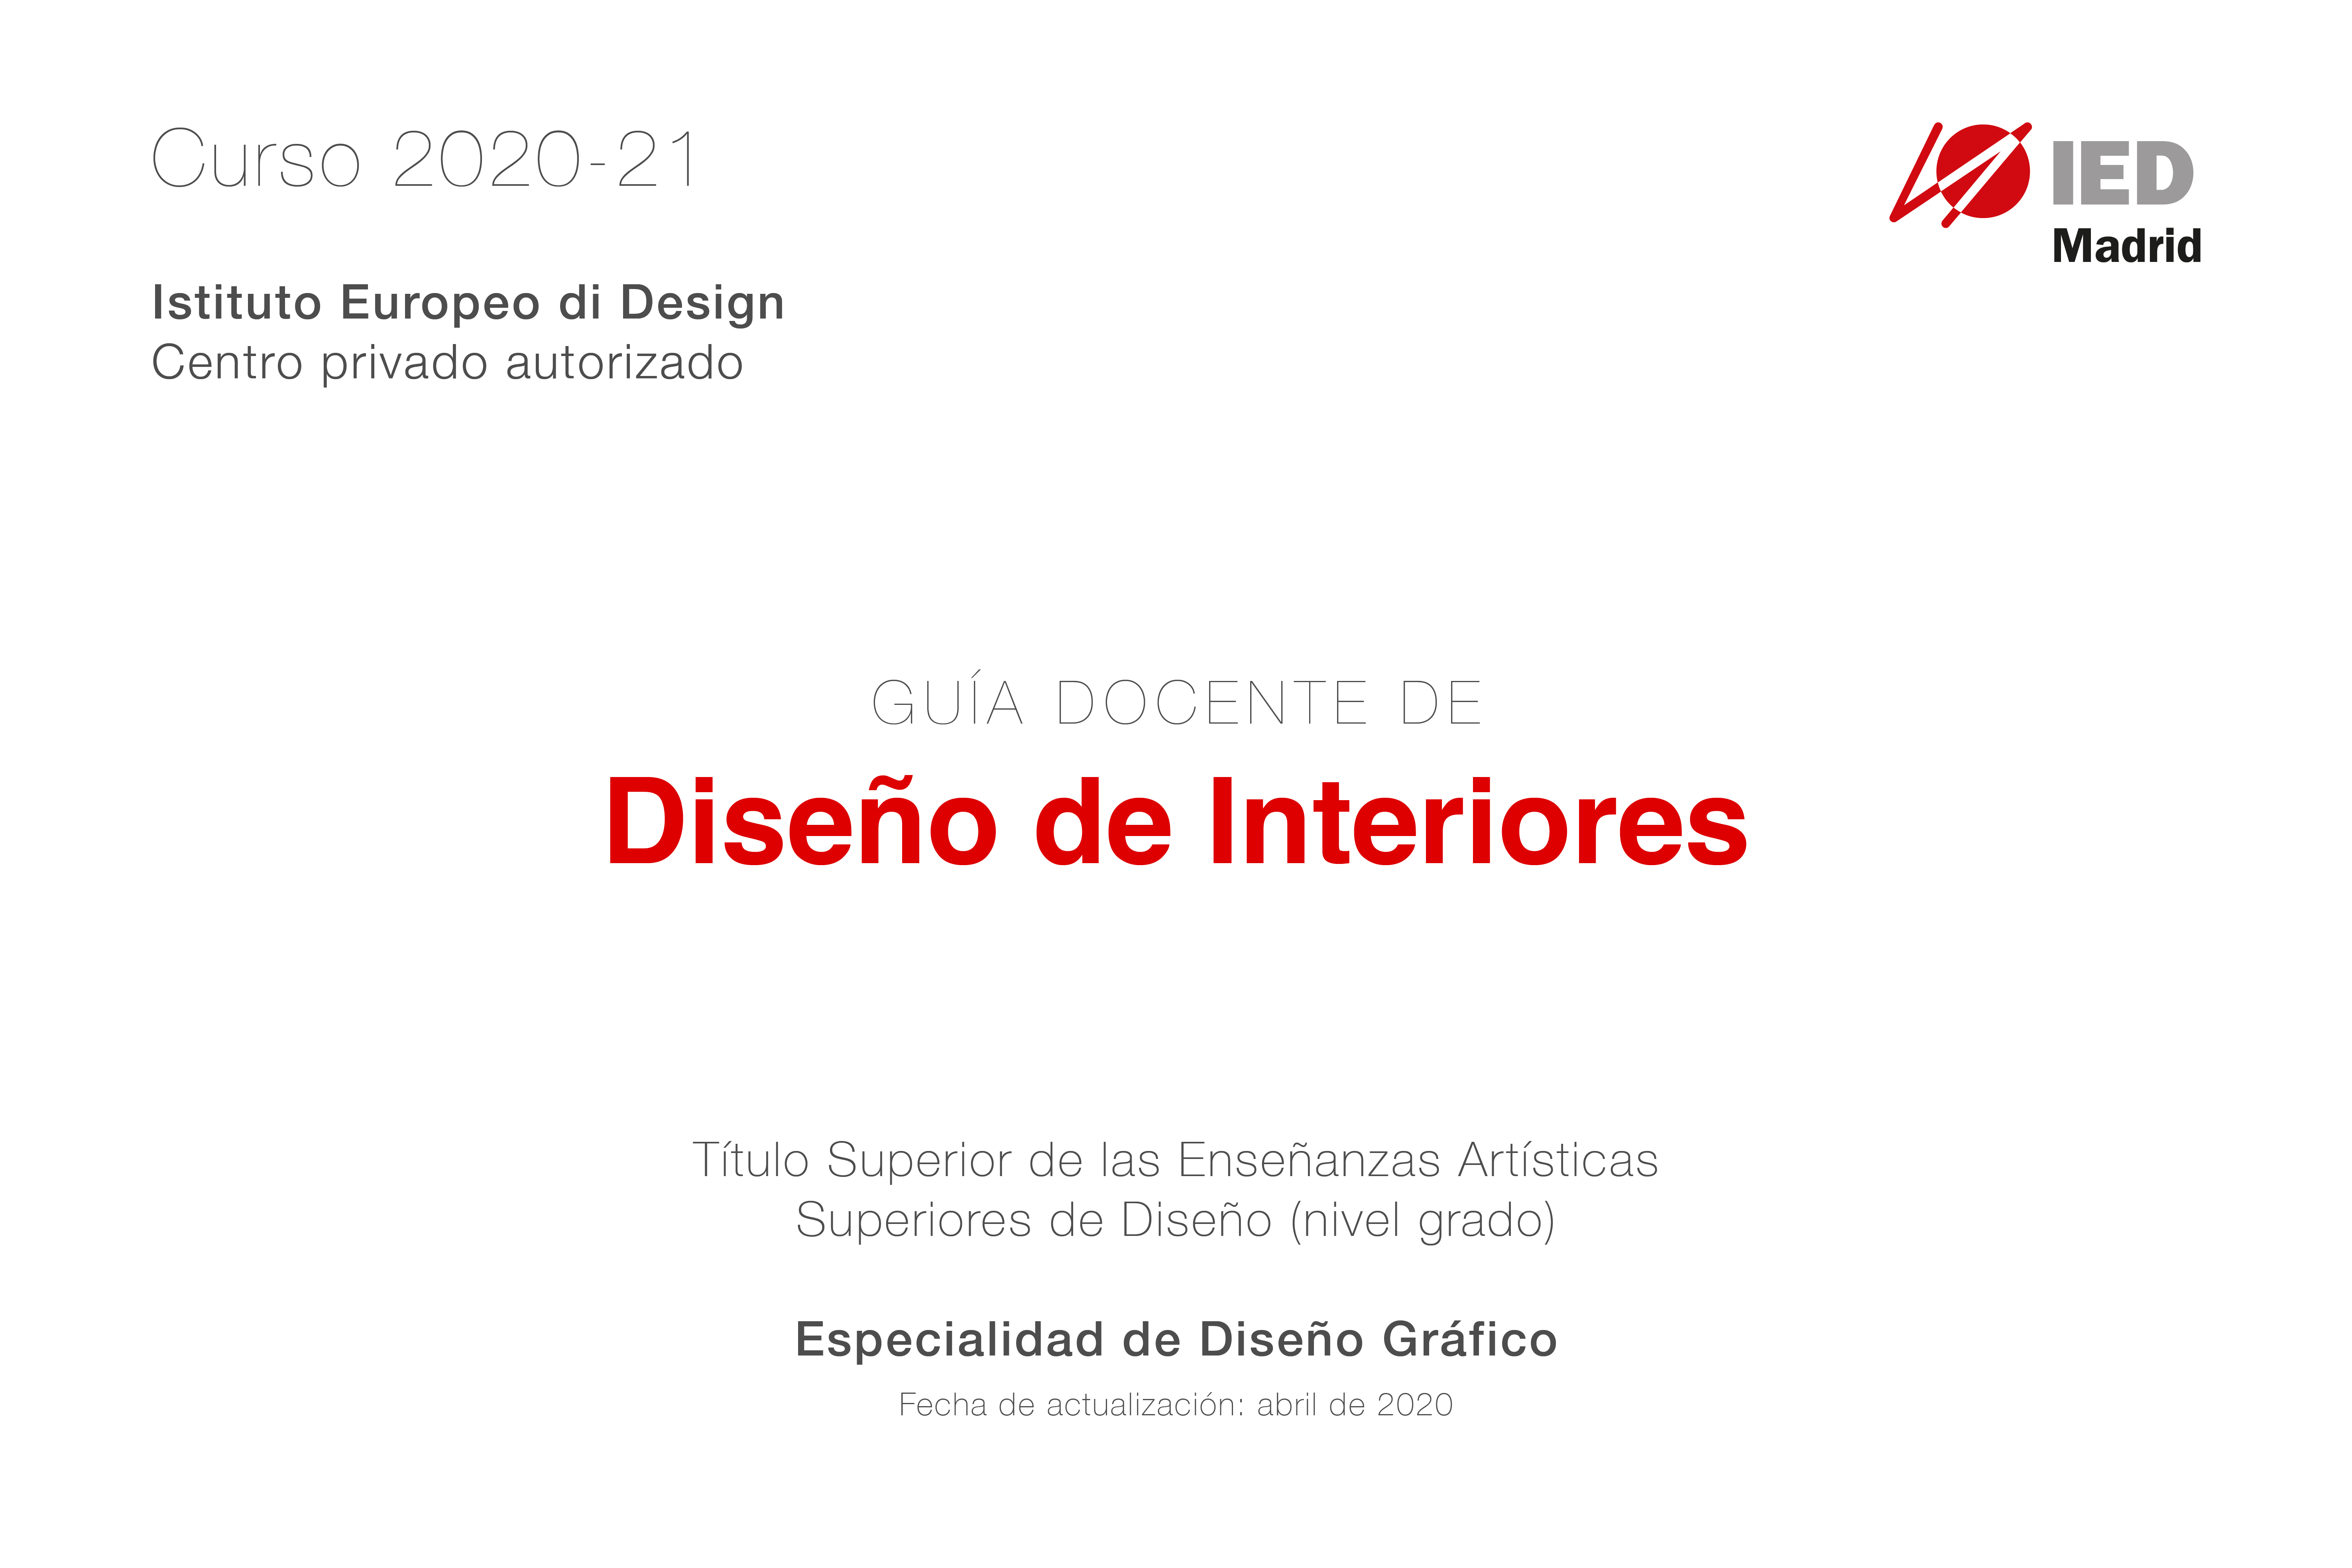 Curso 2020-21
IED
Madrid
Istituto Europeo di Design
Centro privado autorizado
GUÍA DOCENTE DE
Diseño de Interiores
Título Superior de las Enseñanzas Artísticas
Superiores de Diseño (nivel grado)
Especialidad de Diseño Gráfico
Fecha de actualización: abril de 2020